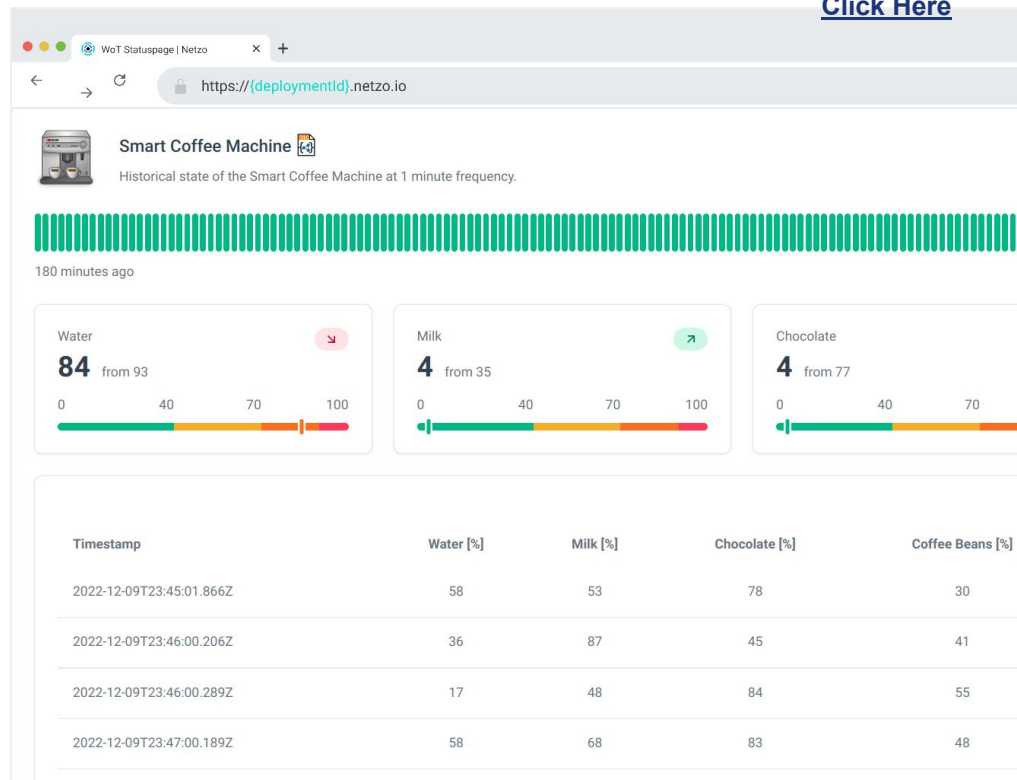 Click Here
WoT Statuspage | Netzo
https://{deploymentId}.netzo.io
Smart Coffee Machine
Historical state of the Smart Coffee Machine at 1 minute frequency.
180 minutes ago
Water
84 from 93
0 40 70 100
Milk
4 from 35
0 40 70 100
Chocolate
4 from 77
0 40 70
Timestamp Water [%] Milk [%] Chocolate [%] Coffee Beans [%]
2022-12-09T23:45:01.866Z 58 53 78 30
2022-12-09T23:46:00.206Z 36 87 45 41
2022-12-09T23:46:00.289Z 17 48 84 55
2022-12-09T23:47:00.189Z 58 68 83 48